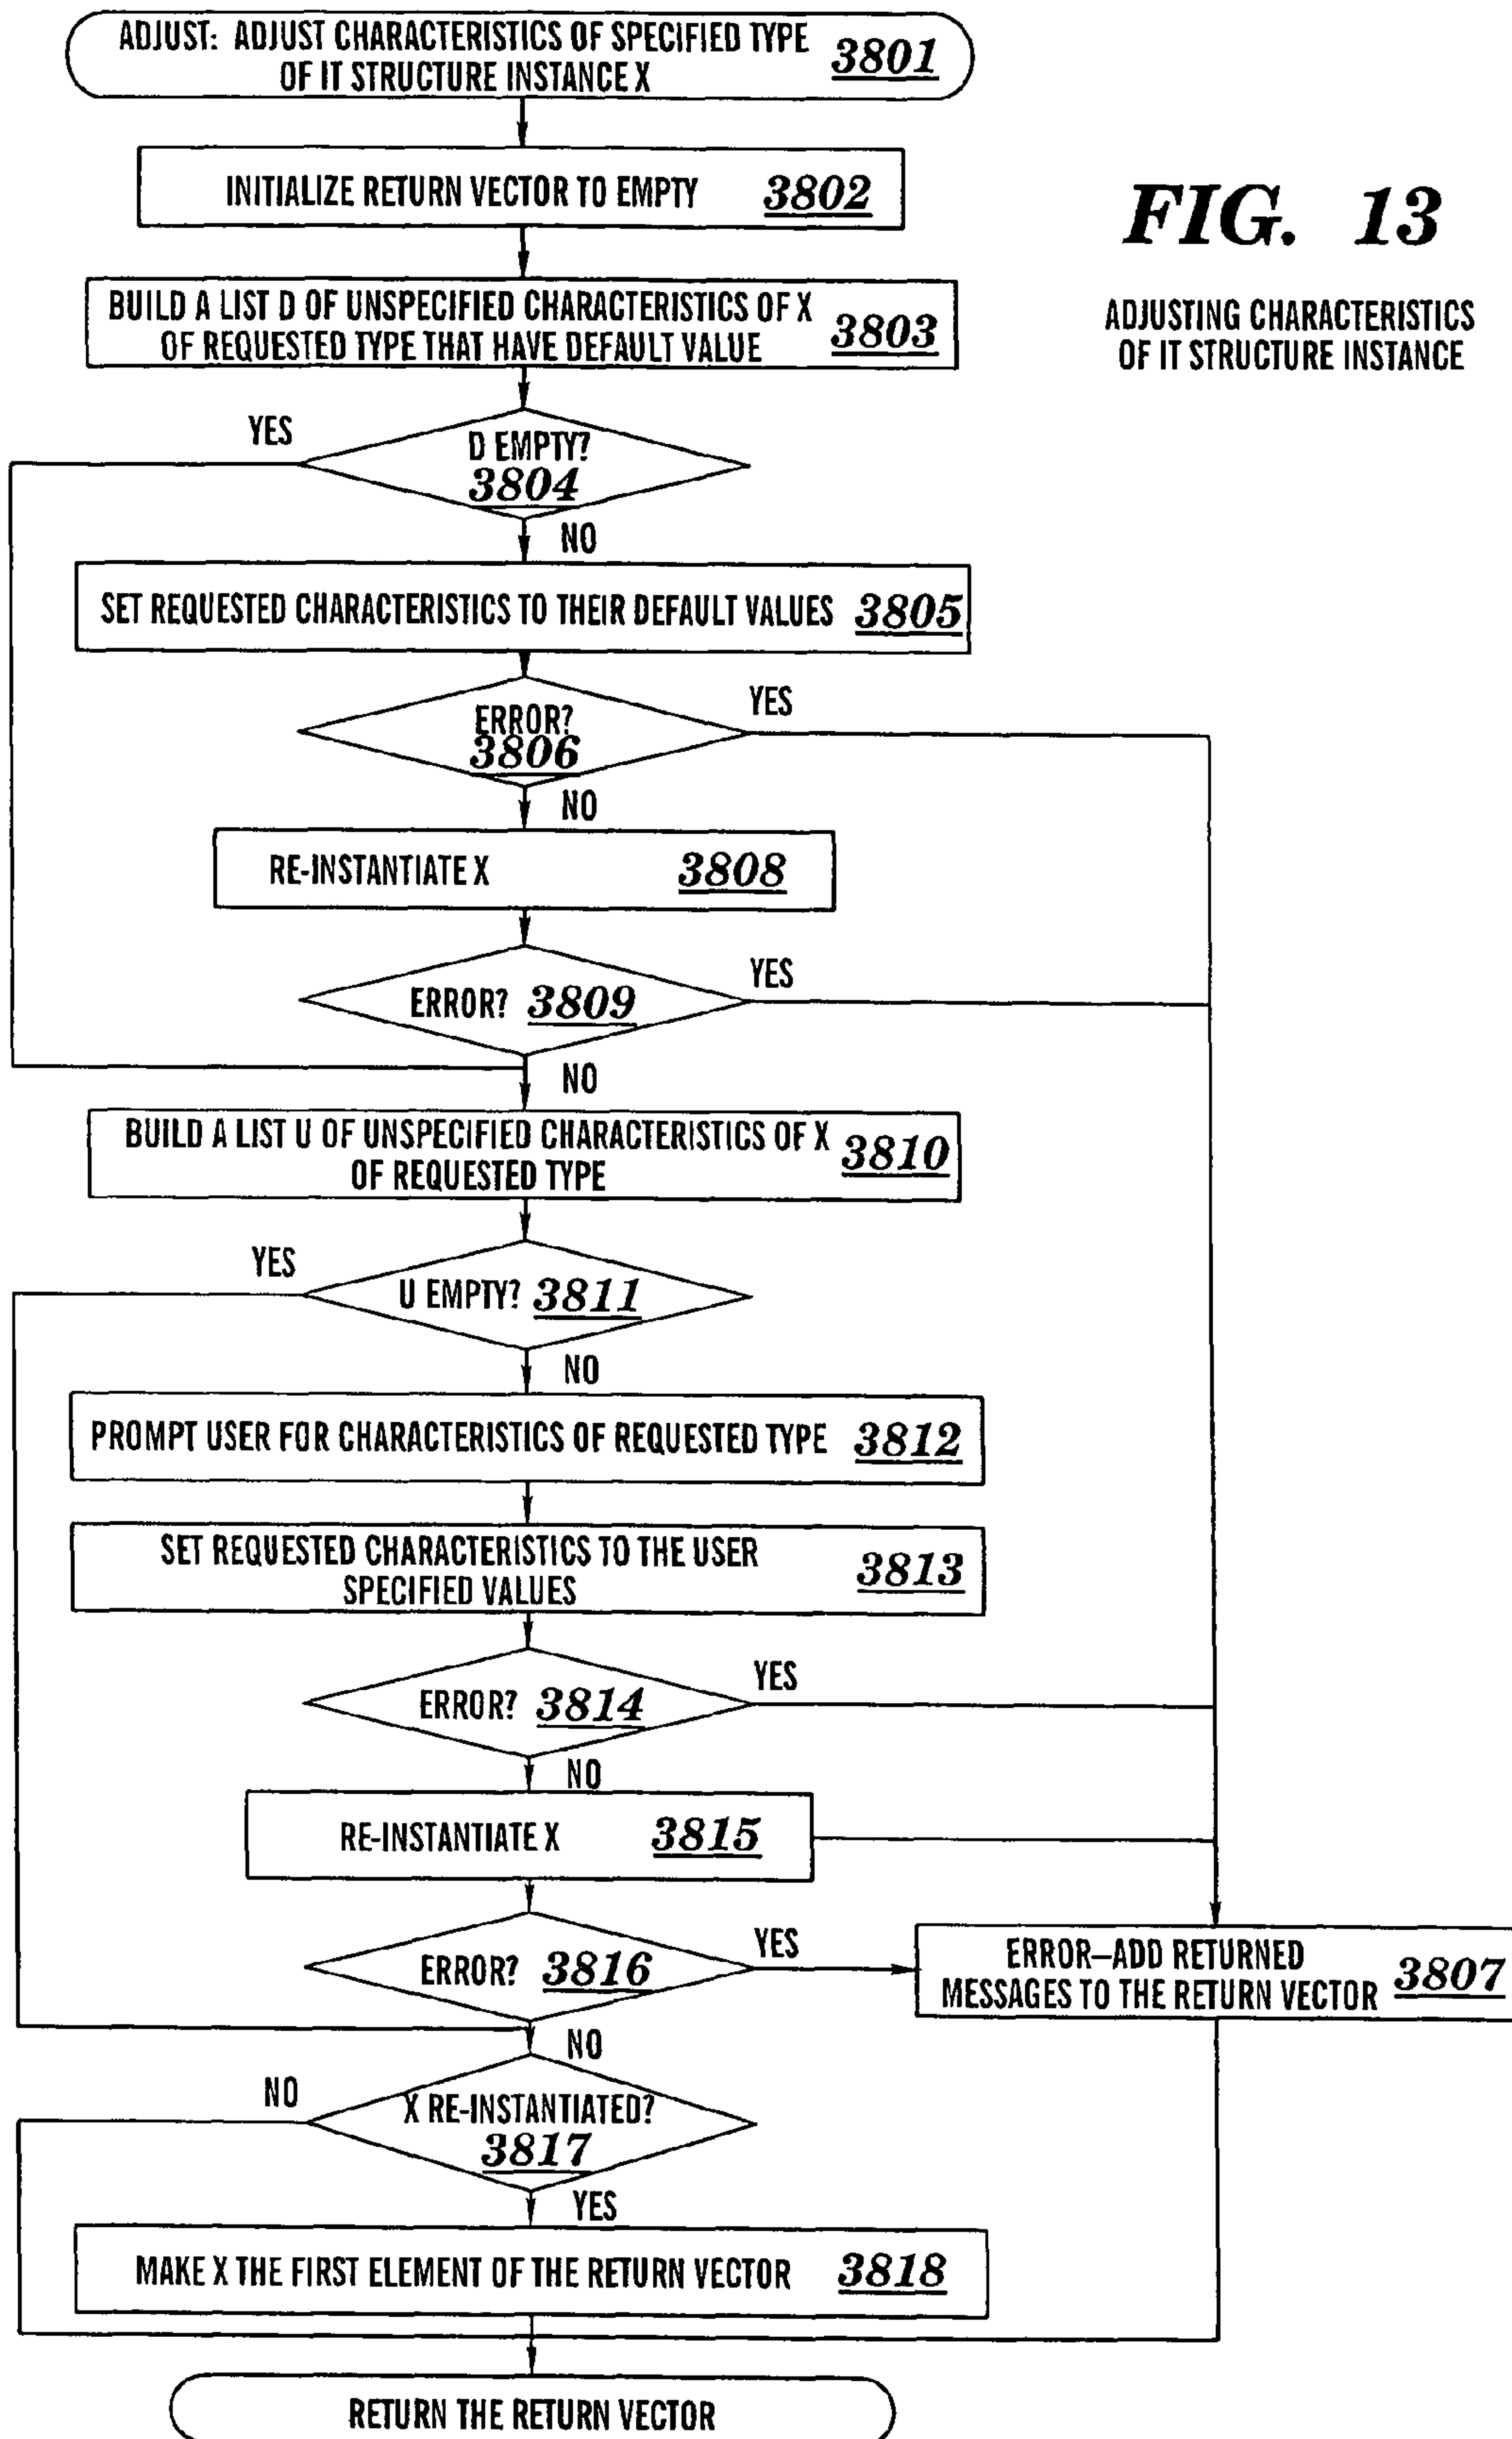 ADJUST: ADJUST CHARACTERISTICS OF SPECIFIED TYPE
OF IT STRUCTURE INSTANCE X 3801
INITIALIZE RETURN VECTOR TO EMPTY 3802
FIG. 13
ADJUSTING CHARACTERISTICS
OF IT STRUCTURE INSTANCE
BUILD A LIST D OF UNSPECIFIED CHARACTERISTICS OF X
OF REQUESTED TYPE THAT HAVE DEFAULT VALUE 3803
YES
D EMPTY?
3804
NO
SET REQUESTED CHARACTERISTICS TO THEIR DEFAULT VALUES 3805
ERROR?
3806
YES
NO
RE-INSTANTIATE X 3808
ERROR? 3809
YES
NO
BUILD A LIST U OF UNSPECIFIED CHARACTERISTICS OF X
OF REQUESTED TYPE 3810
YES
U EMPTY? 3811
NO
PROMPT USER FOR CHARACTERISTICS OF REQUESTED TYPE 3812
SET REQUESTED CHARACTERISTICS TO THE USER
SPECIFIED VALUES 3813
ERROR? 3814
YES
NO
RE-INSTANTIATE X 3815
ERROR? 3816
YES
ERROR–ADD RETURNED
MESSAGES TO THE RETURN VECTOR 3807
NO
NO
X RE-INSTANTIATED?
3817
YES
MAKE X THE FIRST ELEMENT OF THE RETURN VECTOR 3818
RETURN THE RETURN VECTOR